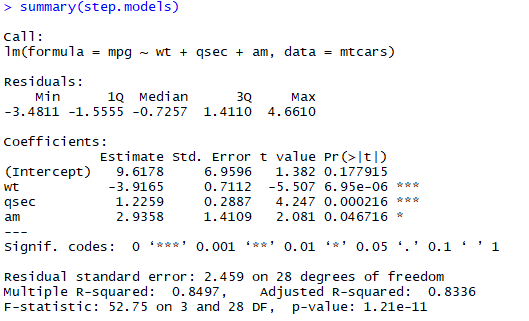 > summary(step.models)
Call:
lm(formula = mpg ~ wt + qsec + am, data = mtcars)
Residuals:
    Min      1Q  Median      3Q     Max
-3.4811 -1.5555 -0.7257  1.4110  4.6610
Coefficients:
            Estimate Std. Error t value Pr(>|t|)
(Intercept)   9.6178     6.9596   1.382 0.177915
wt           -3.9165     0.7112  -5.507 6.95e-06 ***
qsec          1.2259     0.2887   4.247 0.000216 ***
am            2.9358     1.4109   2.081 0.046716 *
---
Signif. codes:  0 ‘***’ 0.001 ‘**’ 0.01 ‘*’ 0.05 ‘.’ 0.1 ‘ ’ 1
Residual standard error: 2.459 on 28 degrees of freedom
Multiple R-squared:  0.8497,    Adjusted R-squared:  0.8336
F-statistic: 52.75 on 3 and 28 DF,  p-value: 1.21e-11